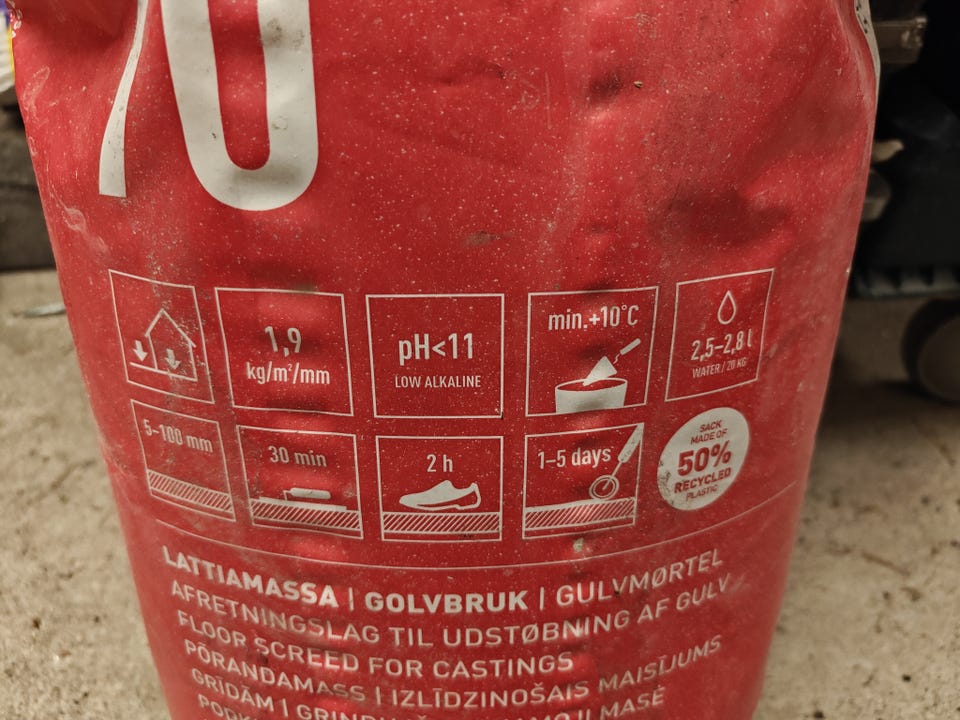 70
1,9
kg/m²/mm
pH<11
LOW ALKALINE
min.+10°C
2,5–2,8 l
WATER / 20 KG
5–100 mm
30 min
2 h
1–5 days
SACK
MADE OF
50%
RECYCLED
PLASTIC
LATTIAMASSA | GOLVBRUK | GULVMØRTEL
AFRETNINGSLAG TIL UDSTØBNING AF GULV
FLOOR SCREED FOR CASTINGS
PÕRANDAMASS | IZLĪDZINOŠAIS MAISĪJUMS
GRĪDĀM | MASĖ